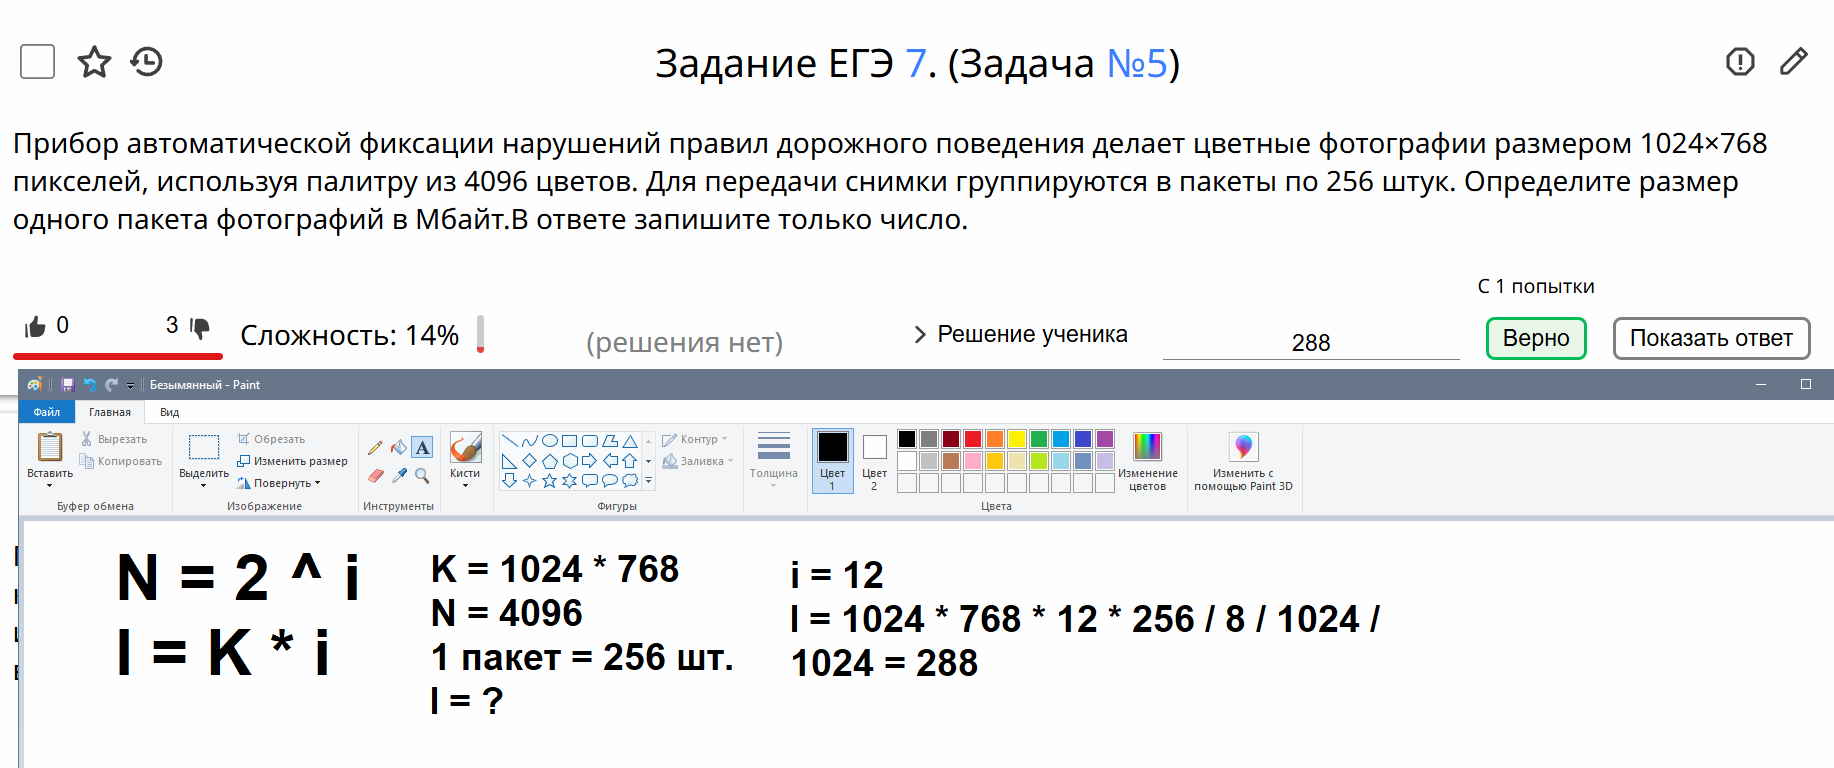 Задание ЕГЭ 7. (Задача №5)
Прибор автоматической фиксации нарушений правил дорожного поведения делает цветные фотографии размером 1024×768
пикселей, используя палитру из 4096 цветов. Для передачи снимки группируются в пакеты по 256 штук. Определите размер
одного пакета фотографий в Мбайт.В ответе запишите только число.
С 1 попытки
0 3 Сложность: 14% (решения нет) Решение ученика 288 Верно Показать ответ
Безымянный - Paint
Файл Главная Вид
Вставить Вырезать Копировать
Выделить Обрезать Изменить размер Повернуть
A
Кисти
Контур Заливка
Толщина
Цвет 1 Цвет 2
Изменение цветов
Изменить с помощью Paint 3D
Буфер обмена Изображение Инструменты Фигуры Цвета
N = 2 ^ i
I = K * i
K = 1024 * 768
N = 4096
1 пакет = 256 шт.
I = ?
i = 12
I = 1024 * 768 * 12 * 256 / 8 / 1024 /
1024 = 288